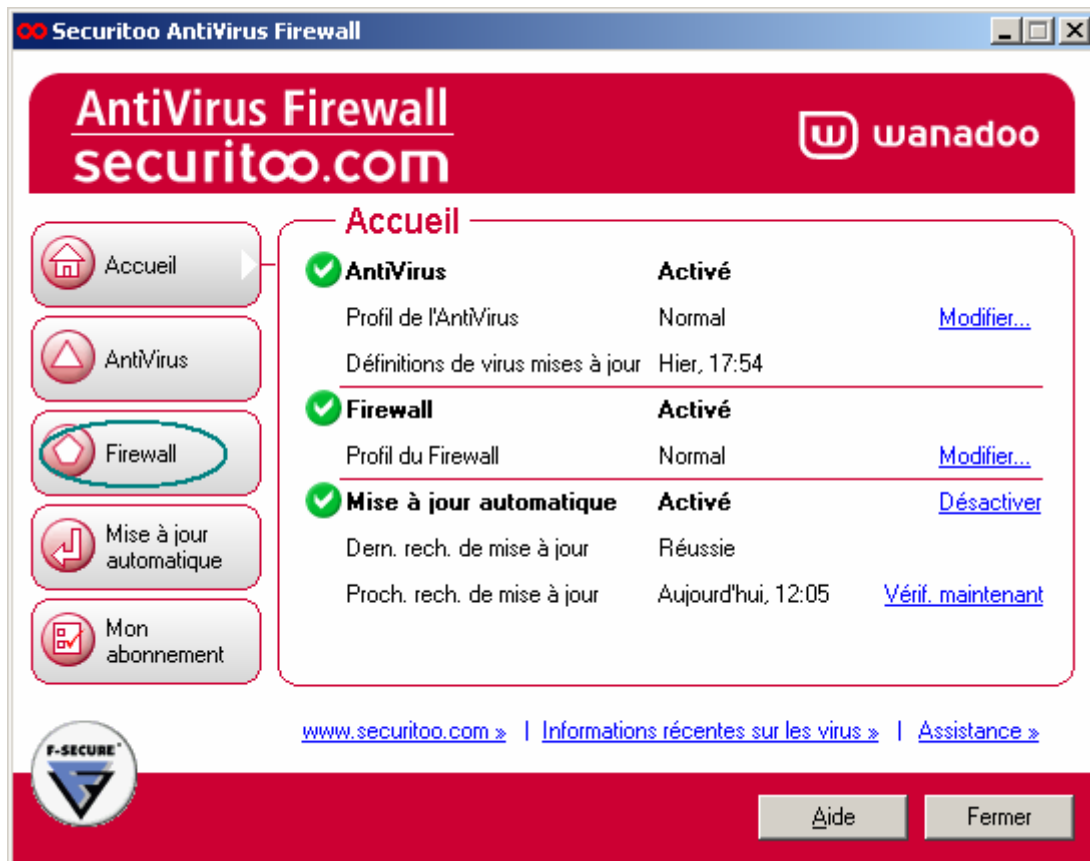 Securitoo AntiVirus Firewall
AntiVirus Firewall
securitoo.com
wanadoo
Accueil
AntiVirus
Firewall
Mise à jour
automatique
Mon
abonnement
Accueil
AntiVirus Activé
Profil de l'AntiVirus Normal Modifier...
Définitions de virus mises à jour Hier, 17:54
Firewall Activé
Profil du Firewall Normal Modifier...
Mise à jour automatique Activé Désactiver
Dern. rech. de mise à jour Réussie
Proch. rech. de mise à jour Aujourd'hui, 12:05 Vérif. maintenant
www.securitoo.com » | Informations récentes sur les virus » | Assistance »
F-SECURE®
Aide Fermer